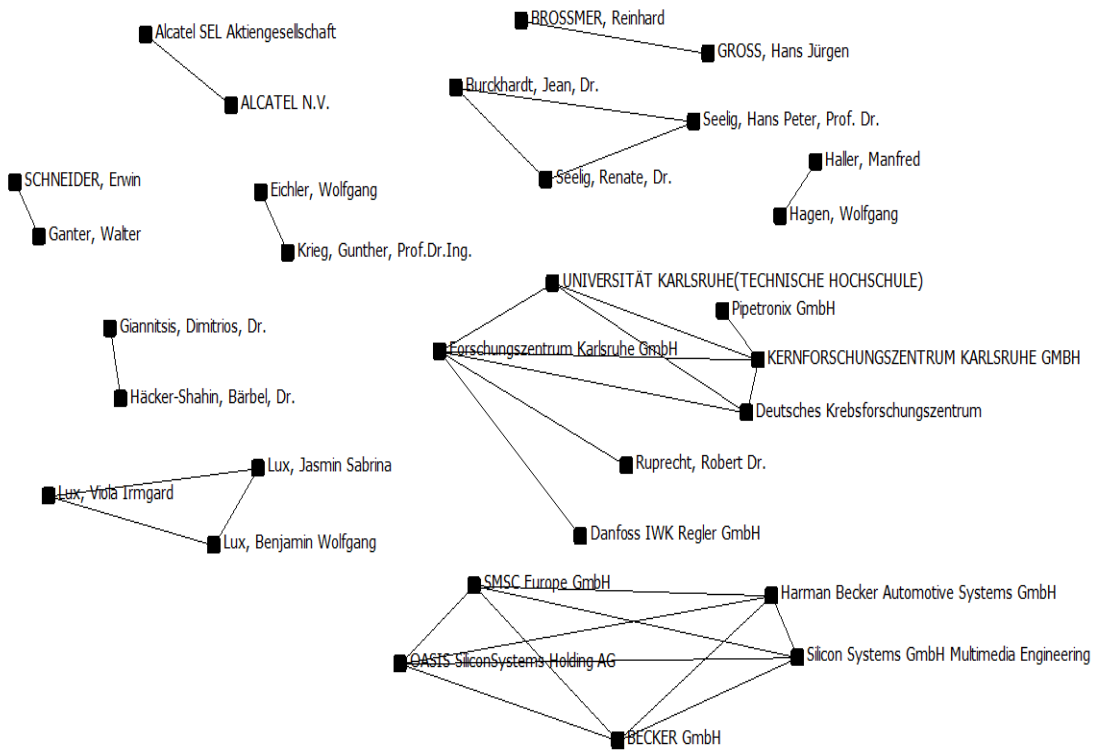 BROSSMER, Reinhard
Alcatel SEL Aktiengesellschaft
GROSS, Hans Jürgen
Burckhardt, Jean, Dr.
ALCATEL N.V.
Seelig, Hans Peter, Prof. Dr.
Haller, Manfred
Seelig, Renate, Dr.
SCHNEIDER, Erwin
Eichler, Wolfgang
Hagen, Wolfgang
Ganter, Walter
Krieg, Gunther, Prof.Dr.Ing.
UNIVERSITÄT KARLSRUHE(TECHNISCHE HOCHSCHULE)
Pipetronix GmbH
Giannitsis, Dimitrios, Dr.
Forschungszentrum Karlsruhe GmbH
KERNFORSCHUNGSZENTRUM KARLSRUHE GMBH
Häcker-Shahin, Bärbel, Dr.
Deutsches Krebsforschungszentrum
Ruprecht, Robert Dr.
Lux, Jasmin Sabrina
Lux, Viola Irmgard
Danfoss IWK Regler GmbH
Lux, Benjamin Wolfgang
SMSC Europe GmbH
Harman Becker Automotive Systems GmbH
Silicon Systems GmbH Multimedia Engineering
OASIS SiliconSystems Holding AG
BECKER GmbH